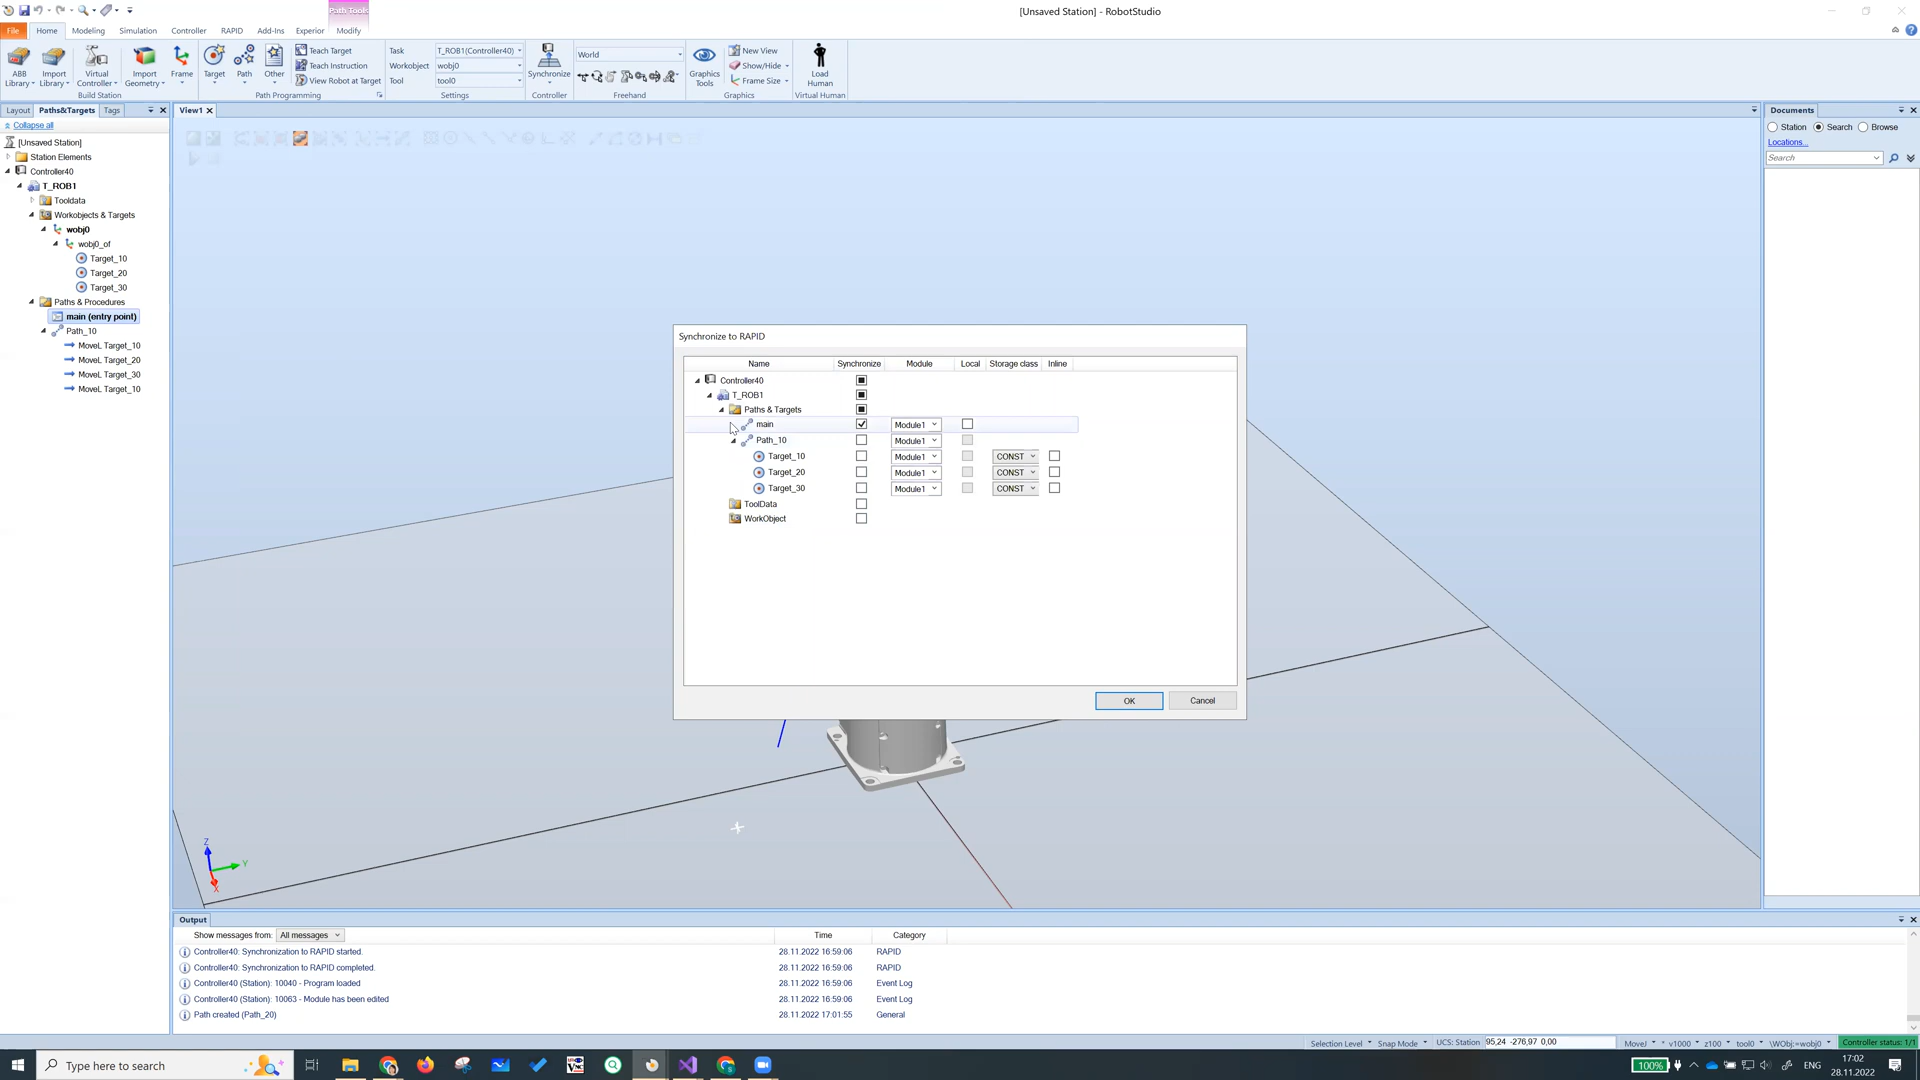 [Unsaved Station] - RobotStudio
Path Tools
File Home Modeling Simulation Controller RAPID Add-Ins Experior Modify
ABB Library
Import Library
Virtual Controller
Import Geometry
Frame
Build Station
Target
Path
Other
Teach Target
Teach Instruction
View Robot at Target
Path Programming
Task T_ROB1(Controller40)
Workobject wobj0
Tool tool0
Settings
Synchronize
Controller
World
Freehand
Graphics Tools
New View
Show/Hide
Frame Size
Graphics
Load Human
Virtual Human
Layout Paths&Targets Tags
Collapse all
[Unsaved Station]
Station Elements
Controller40
T_ROB1
Tooldata
Workobjects & Targets
wobj0
wobj0_of
Target_10
Target_20
Target_30
Paths & Procedures
main (entry point)
Path_10
MoveL Target_10
MoveL Target_20
MoveL Target_30
MoveL Target_10
View1
Synchronize to RAPID
Name Synchronize Module Local Storage class Inline
Controller40
T_ROB1
Paths & Targets
main Module1
Path_10 Module1
Target_10 Module1 CONST
Target_20 Module1 CONST
Target_30 Module1 CONST
ToolData
WorkObject
OK Cancel
Z
Y
X
Documents
Station Search Browse
Locations...
Search
Output
Show messages from: All messages Time Category
Controller40: Synchronization to RAPID started. 28.11.2022 16:59:06 RAPID
Controller40: Synchronization to RAPID completed. 28.11.2022 16:59:06 RAPID
Controller40 (Station): 10040 - Program loaded 28.11.2022 16:59:06 Event Log
Controller40 (Station): 10063 - Module has been edited 28.11.2022 16:59:06 Event Log
Path created (Path_20) 28.11.2022 17:01:55 General
Selection Level Snap Mode UCS: Station 95,24 -276,97 0,00 MoveJ * v1000 z100 tool0 \WObj:=wobj0 Controller status: 1/1
Type here to search
100%
ENG
17:02
28.11.2022